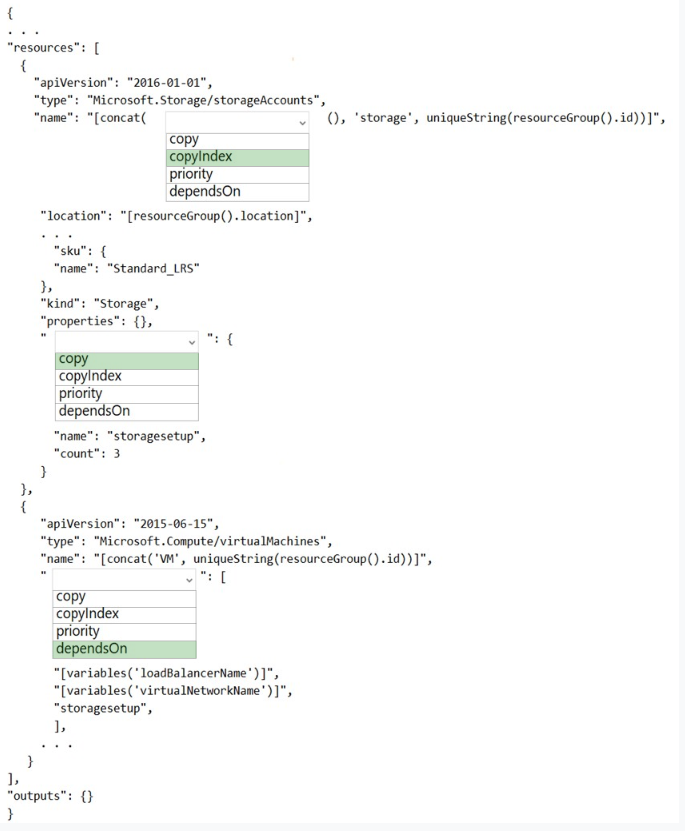 {
. . .
"resources": [
{
"apiVersion": "2016-01-01",
"type": "Microsoft.Storage/storageAccounts",
"name": "[concat( (), 'storage', uniqueString(resourceGroup().id))]",
copy
copyIndex
priority
dependsOn
"location": "[resourceGroup().location]",
. . .
"sku": {
"name": "Standard_LRS"
},
"kind": "Storage",
"properties": {},
" ": {
copy
copyIndex
priority
dependsOn
"name": "storagesetup",
"count": 3
}
},
{
"apiVersion": "2015-06-15",
"type": "Microsoft.Compute/virtualMachines",
"name": "[concat('VM', uniqueString(resourceGroup().id))]",
" ": [
copy
copyIndex
priority
dependsOn
"[variables('loadBalancerName')]",
"[variables('virtualNetworkName')]",
"storagesetup",
],
. . .
}
],
"outputs": {}
}